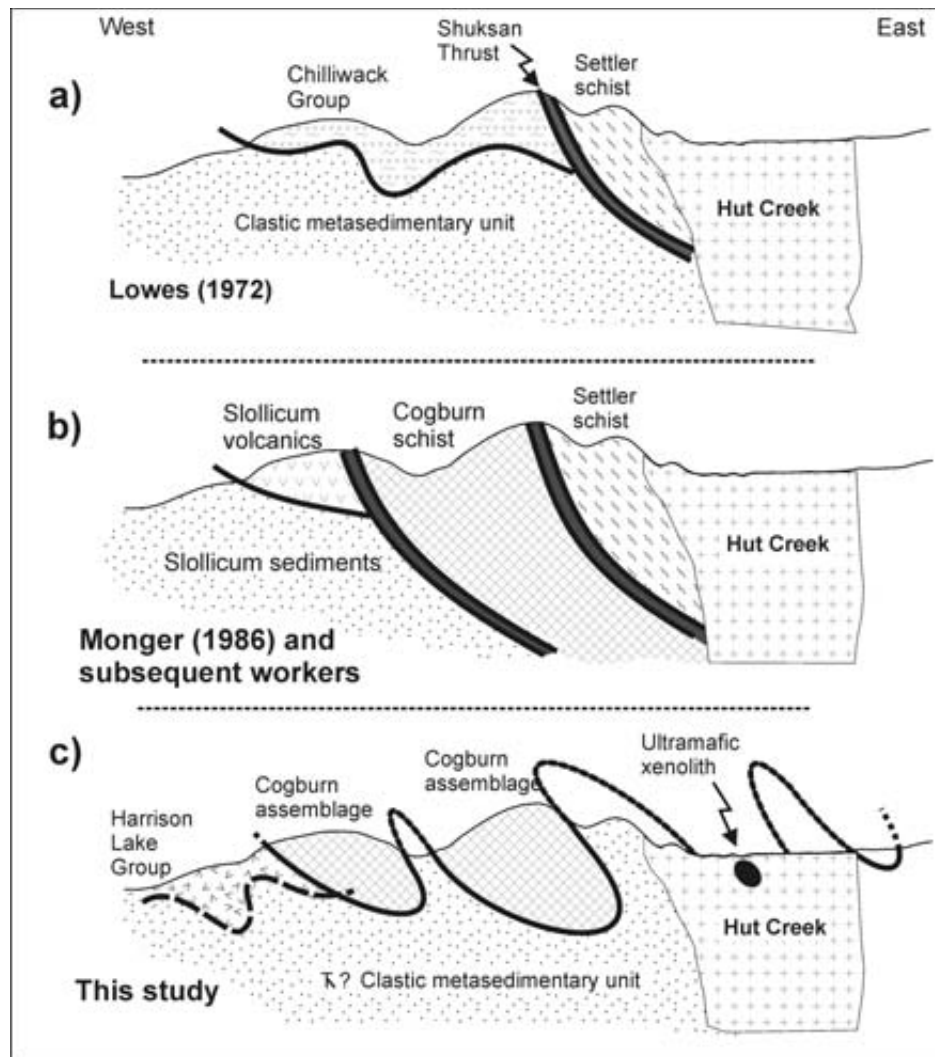 West
East
a)
Shuksan
Thrust
Settler
schist
Chilliwack
Group
Hut Creek
Clastic metasedimentary unit
Lowes (1972)
b)
Slollicum
volcanics
Cogburn
schist
Settler
schist
Hut Creek
Slollicum sediments
Monger (1986) and
subsequent workers
c)
Ultramafic
xenolith
Cogburn
assemblage
Cogburn
assemblage
Harrison
Lake
Group
Hut Creek
? Clastic metasedimentary unit
This study